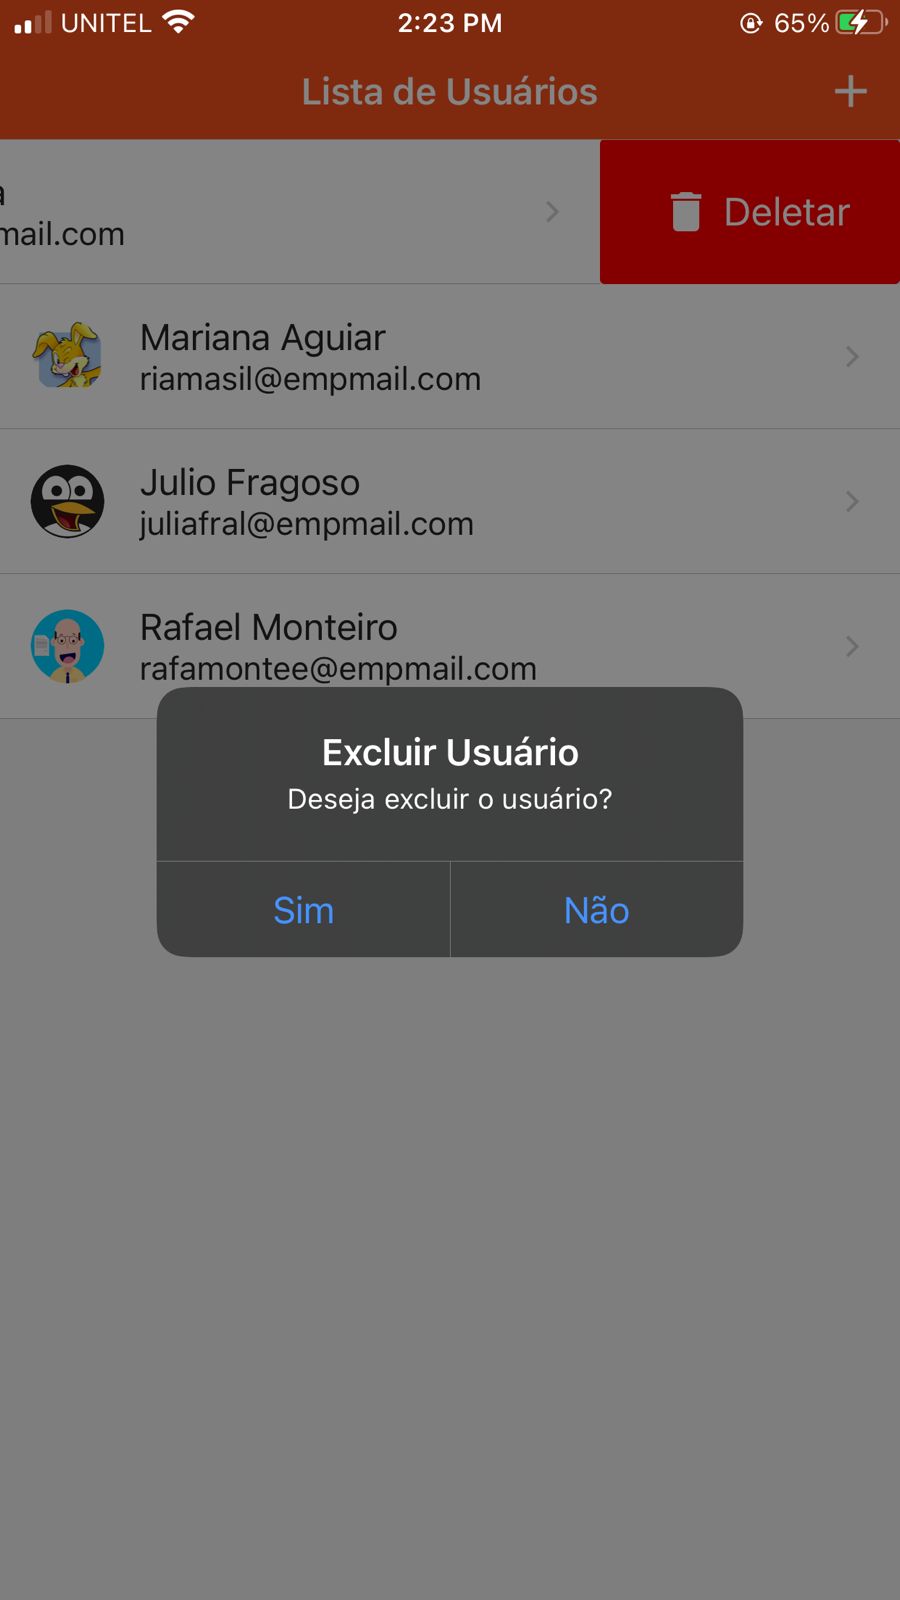 UNITEL 2:23 PM 65%
Lista de Usuários +
a
mail.com
Deletar
Mariana Aguiar
riamasil@empmail.com
Julio Fragoso
juliafral@empmail.com
Rafael Monteiro
rafamontee@empmail.com
Excluir Usuário
Deseja excluir o usuário?
Sim Não